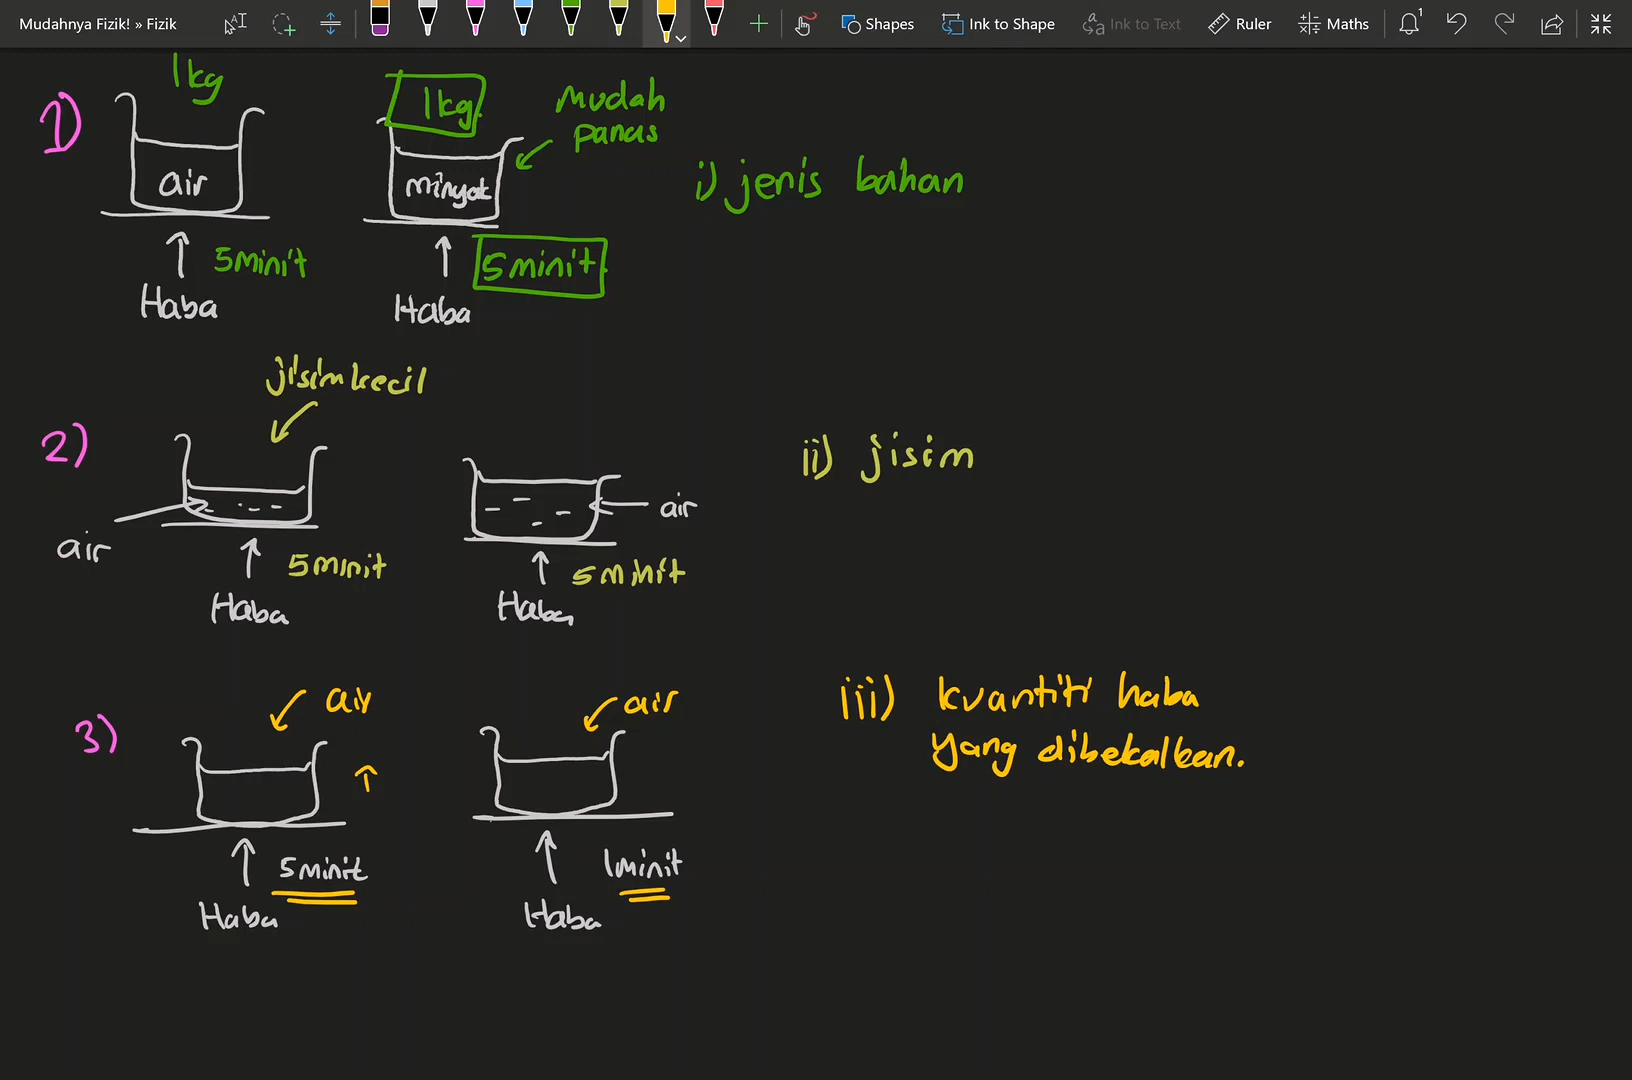 Mudahnya Fizik! » Fizik
Shapes
Ink to Shape
Ink to Text
Ruler
Maths
1
1)
1kg
air
5minit
Haba
1kg
minyak
5minit
Haba
Mudah
panas
i) jenis bahan
2)
jisim kecil
air
5minit
Haba
air
5minit
Haba
ii) jisim
3)
air
5minit
Haba
air
1minit
Haba
iii) kuantiti haba
yang dibekalkan.